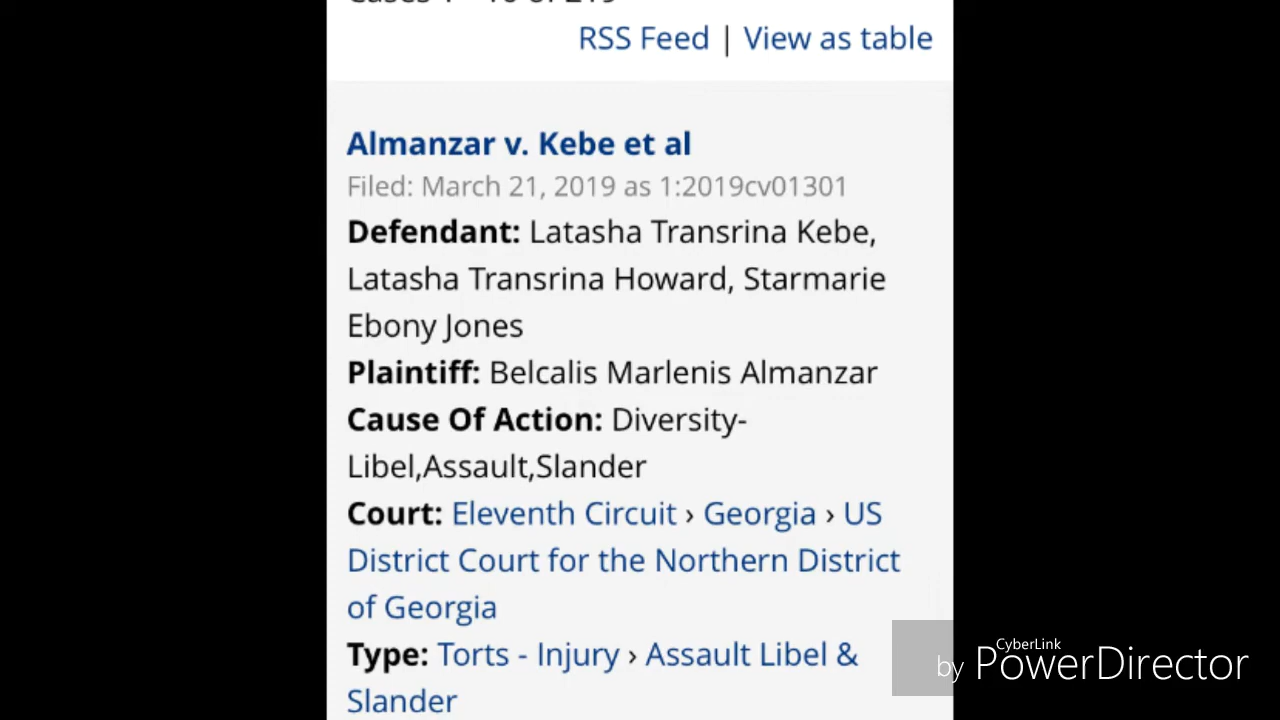 RSS Feed | View as table
Almanzar v. Kebe et al
Filed: March 21, 2019 as 1:2019cv01301
Defendant: Latasha Transrina Kebe,
Latasha Transrina Howard, Starmarie
Ebony Jones
Plaintiff: Belcalis Marlenis Almanzar
Cause Of Action: Diversity-
Libel,Assault,Slander
Court: Eleventh Circuit › Georgia › US
District Court for the Northern District
of Georgia
Type: Torts - Injury › Assault Libel &
Slander
CyberLink
by PowerDirector